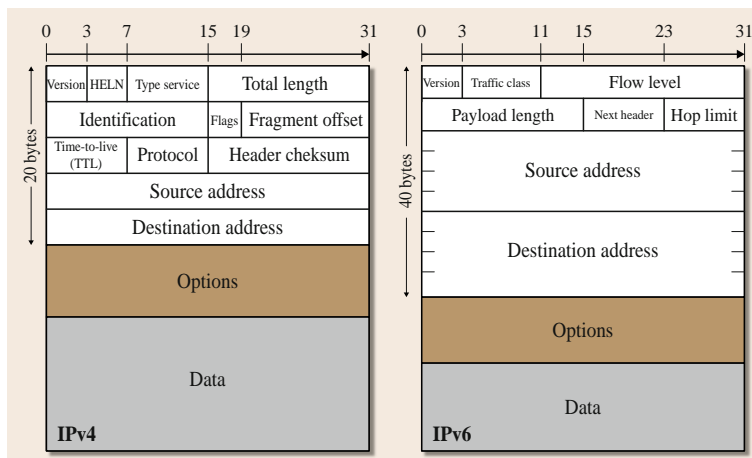 0 3 7 15 19 31
Version HELN Type service Total length
Identification Flags Fragment offset
Time-to-live
(TTL) Protocol Header cheksum
Source address
Destination address
20 bytes
Options
Data
IPv4
0 3 11 15 23 31
Version Traffic class Flow level
Payload length Next header Hop limit
Source address
Destination address
40 bytes
Options
Data
IPv6